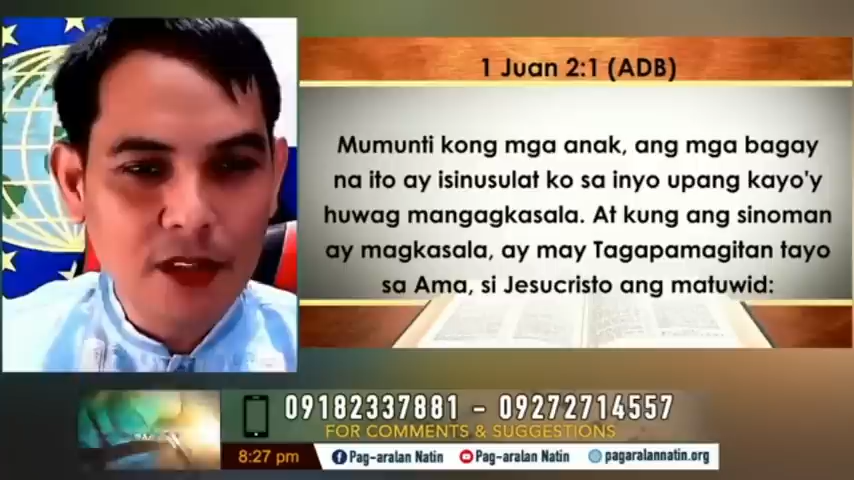 1 Juan 2:1 (ADB)
Mumunti kong mga anak, ang mga bagay
na ito ay isinusulat ko sa inyo upang kayo'y
huwag mangagkasala. At kung ang sinoman
ay magkasala, ay may Tagapamagitan tayo
sa Ama, si Jesucristo ang matuwid:
09182337881 - 09272714557
FOR COMMENTS & SUGGESTIONS
8:27 pm
Pag-aralan Natin
Pag-aralan Natin
pagaralannatin.org